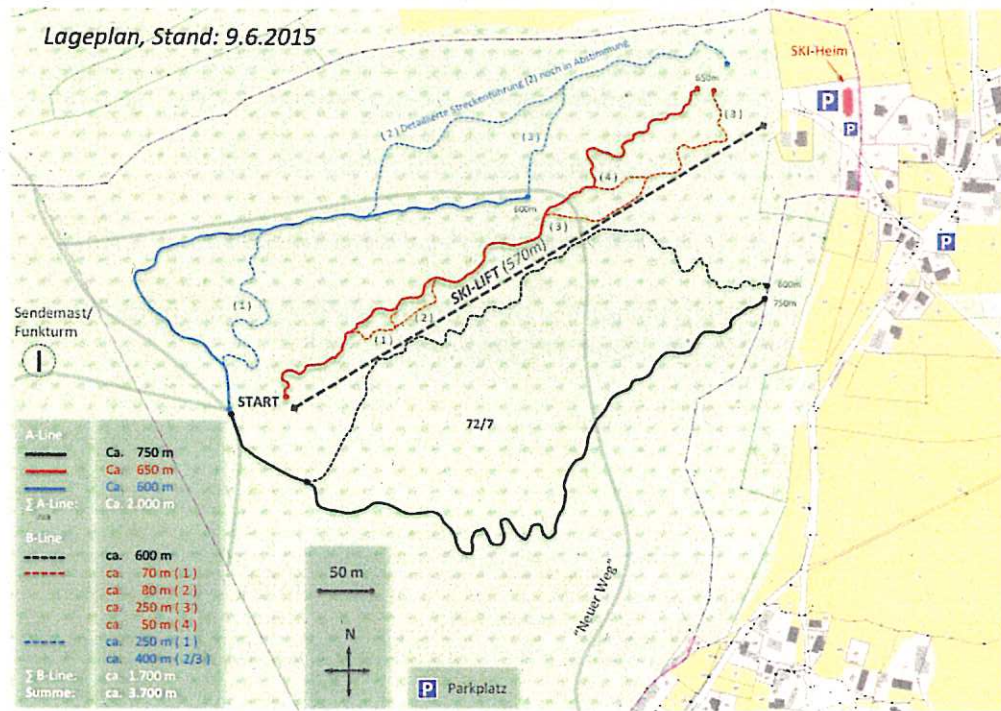 Lageplan, Stand: 9.6.2015
SKI-Heim
P
P
P
650m
(2) Detaillierte Streckenführung (2) noch in Abstimmung
(3)
(3)
(4)
600m
(3)
SKI-LIFT (570m)
(1)
(2)
(1)
600m
750m
Sendemast/
Funkturm
START
72/7
"Neuer Weg"
A-Line
Ca. 750 m
Ca. 650 m
Ca. 600 m
∑ A-Line: Ca. 2.000 m
B-Line
ca. 600 m
ca. 70 m (1)
ca. 80 m (2)
ca. 250 m (3)
ca. 50 m (4)
ca. 250 m (1)
ca. 400 m (2/3)
∑ B-Line: ca. 1.700 m
Summe: ca. 3.700 m
50 m
N
P Parkplatz